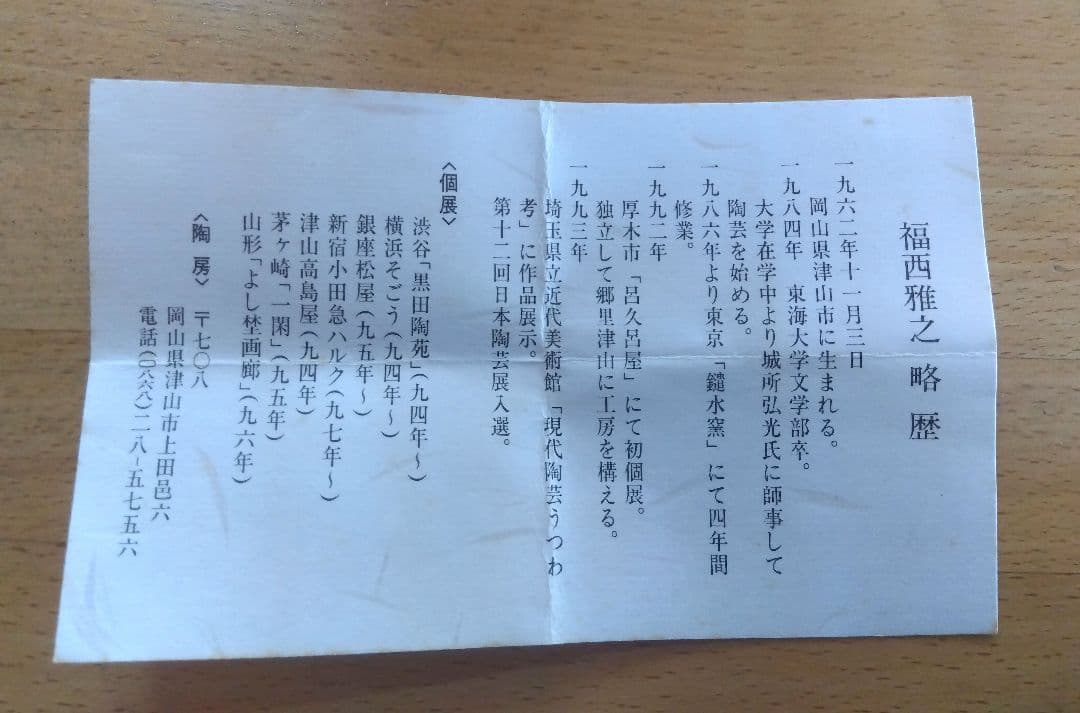 福西雅之 略歴
一九六二年十一月三日
岡山県津山市に生まれる。
一九八四年 東海大学文学部卒。
大学在学中より城所弘光氏に師事して
陶芸を始める。
一九八六年より東京「鑓水窯」にて四年間
修業。
一九九二年
厚木市「呂久呂屋」にて初個展。
独立して郷里津山に工房を構える。
一九九三年
埼玉県立近代美術館「現代陶芸うつわ
考」に作品展示。
第十二回日本陶芸展入選。
〈個展〉
渋谷「黒田陶苑」(九四年〜)
横浜そごう(九四年〜)
銀座松屋(九五年〜)
新宿小田急ハルク(九七年〜)
津山高島屋(九四年)
茅ヶ崎「一閑」(九五年)
山形「よし埜画廊」(九六年)
〈陶房〉 〒七〇八
岡山県津山市上田邑六
電話(〇八六八)二八-五七五六